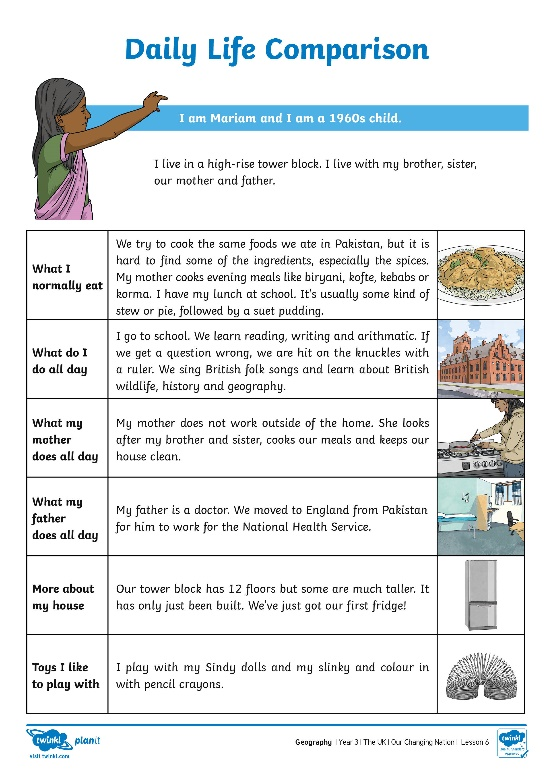 Daily Life Comparison
I am Mariam and I am a 1960s child.
I live in a high-rise tower block. I live with my brother, sister,
our mother and father.
What I
normally eat
We try to cook the same foods we ate in Pakistan, but it is
hard to find some of the ingredients, especially the spices.
My mother cooks evening meals like biryani, kofte, kebabs or
korma. I have my lunch at school. It's usually some kind of
stew or pie, followed by a suet pudding.
What do I
do all day
I go to school. We learn reading, writing and arithmatic. If
we get a question wrong, we are hit on the knuckles with
a ruler. We sing British folk songs and learn about British
wildlife, history and geography.
What my
mother
does all day
My mother does not work outside of the home. She looks
after my brother and sister, cooks our meals and keeps our
house clean.
What my
father
does all day
My father is a doctor. We moved to England from Pakistan
for him to work for the National Health Service.
More about
my house
Our tower block has 12 floors but some are much taller. It
has only just been built. We've just got our first fridge!
Toys I like
to play with
I play with my Sindy dolls and my slinky and colour in
with pencil crayons.
twinkl planit
visit twinkl.com
Geography | Year 3 | The UK | Our Changing Nation | Lesson 6
twinkl